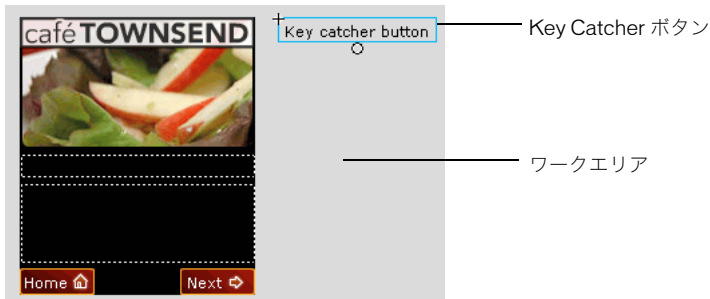 café TOWNSEND
Key catcher button
Key Catcher ボタン
ワークエリア
Home
Next